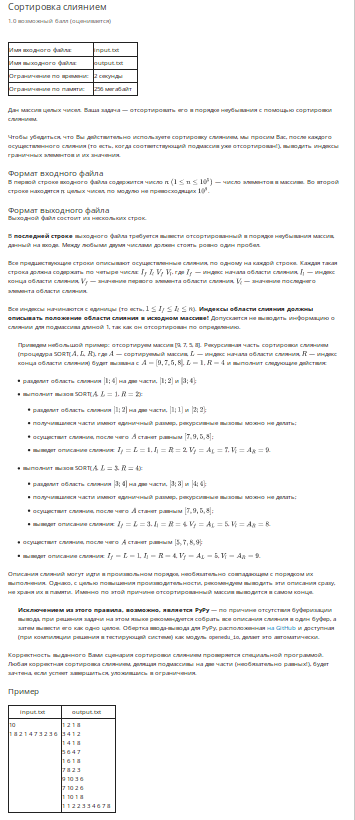 Сортировка слиянием
1.0 возможный балл (оценивается)
Имя входного файла: input.txt
Имя выходного файла: output.txt
Ограничение по времени: 2 секунды
Ограничение по памяти: 256 мегабайт
Дан массив целых чисел. Ваша задача — отсортировать его в порядке неубывания с помощью сортировки
слиянием.
Чтобы убедиться, что Вы действительно используете сортировку слиянием, мы просим Вас, после каждого
осуществленного слияния (то есть, когда соответствующий подмассив уже отсортирован!), выводить индексы
граничных элементов и их значения.
Формат входного файла
В первой строке входного файла содержится число n (1 ≤ n ≤ 10⁵) — число элементов в массиве. Во второй
строке находятся n целых чисел, по модулю не превосходящих 10⁹.
Формат выходного файла
Выходной файл состоит из нескольких строк.
В последней строке выходного файла требуется вывести отсортированный в порядке неубывания массив,
данный на входе. Между любыми двумя числами должен стоять ровно один пробел.
Все предшествующие строки описывают осуществленные слияния, по одному на каждой строке. Каждая такая
строка должна содержать по четыре числа: I_f, I_l, V_f, V_l, где I_f — индекс начала области слияния, I_l — индекс
конца области слияния, V_f — значение первого элемента области слияния, V_l — значение последнего
элемента области слияния.
Все индексы начинаются с единицы (то есть, 1 ≤ I_f ≤ I_l ≤ n). Индексы области слияния должны
описывать положение области слияния в исходном массиве! Допускается не выводить информацию о
слиянии для подмассива длиной 1, так как он отсортирован по определению.
Приведем небольшой пример: отсортируем массив [9, 7, 5, 8]. Рекурсивная часть сортировки слиянием
(процедура SORT(A, L, R), где A — сортируемый массив, L — индекс начала области слияния, R — индекс
конца области слияния) будет вызвана с A = [9, 7, 5, 8], L = 1, R = 4 и выполнит следующие действия:
• разделит область слияния [1; 4] на две части, [1; 2] и [3; 4];
• выполнит вызов SORT(A, L = 1, R = 2):
• разделит область слияния [1; 2] на две части, [1; 1] и [2; 2];
• получившиеся части имеют единичный размер, рекурсивные вызовы можно не делать;
• осуществит слияние, после чего A станет равным [7, 9, 5, 8];
• выведет описание слияния: I_f = L = 1, I_l = R = 2, V_f = A_L = 7, V_l = A_R = 9.
• выполнит вызов SORT(A, L = 3, R = 4):
• разделит область слияния [3; 4] на две части, [3; 3] и [4; 4];
• получившиеся части имеют единичный размер, рекурсивные вызовы можно не делать;
• осуществит слияние, после чего A станет равным [7, 9, 5, 8];
• выведет описание слияния: I_f = L = 3, I_l = R = 4, V_f = A_L = 5, V_l = A_R = 8.
• осуществит слияние, после чего A станет равным [5, 7, 8, 9];
• выведет описание слияния: I_f = L = 1, I_l = R = 4, V_f = A_L = 5, V_l = A_R = 9.
Описания слияний могут идти в произвольном порядке, необязательно совпадающем с порядком их
выполнения. Однако, с целью повышения производительности, рекомендуем выводить эти описания сразу,
не храня их в памяти. Именно по этой причине отсортированный массив выводится в самом конце.
Исключением из этого правила, возможно, является PyPy — по причине отсутствия буферизации
вывода при решении задачи на этом языке рекомендуется собрать все описания слияний в один буфер, а
затем вывести его как одно целое. Обертка ввода-вывода для PyPy, расположенная на GitHub и доступная
(при компиляции решения в тестирующей системе) как модуль openedu_io, делает это автоматически.
Корректность выданного Вами сценария сортировки слиянием проверяется специальной программой.
Любая корректная сортировка слиянием, делящая подмассивы на две части (необязательно равных!), будет
зачтена, если успеет завершиться, уложившись в ограничения.
Пример
input.txt output.txt
10
1 8 2 1 4 7 3 2 3 6
1 2 1 8
3 4 1 2
1 4 1 8
5 6 4 7
1 6 1 8
7 8 2 3
9 10 3 6
7 10 2 6
1 10 1 8
1 1 2 2 3 3 4 6 7 8